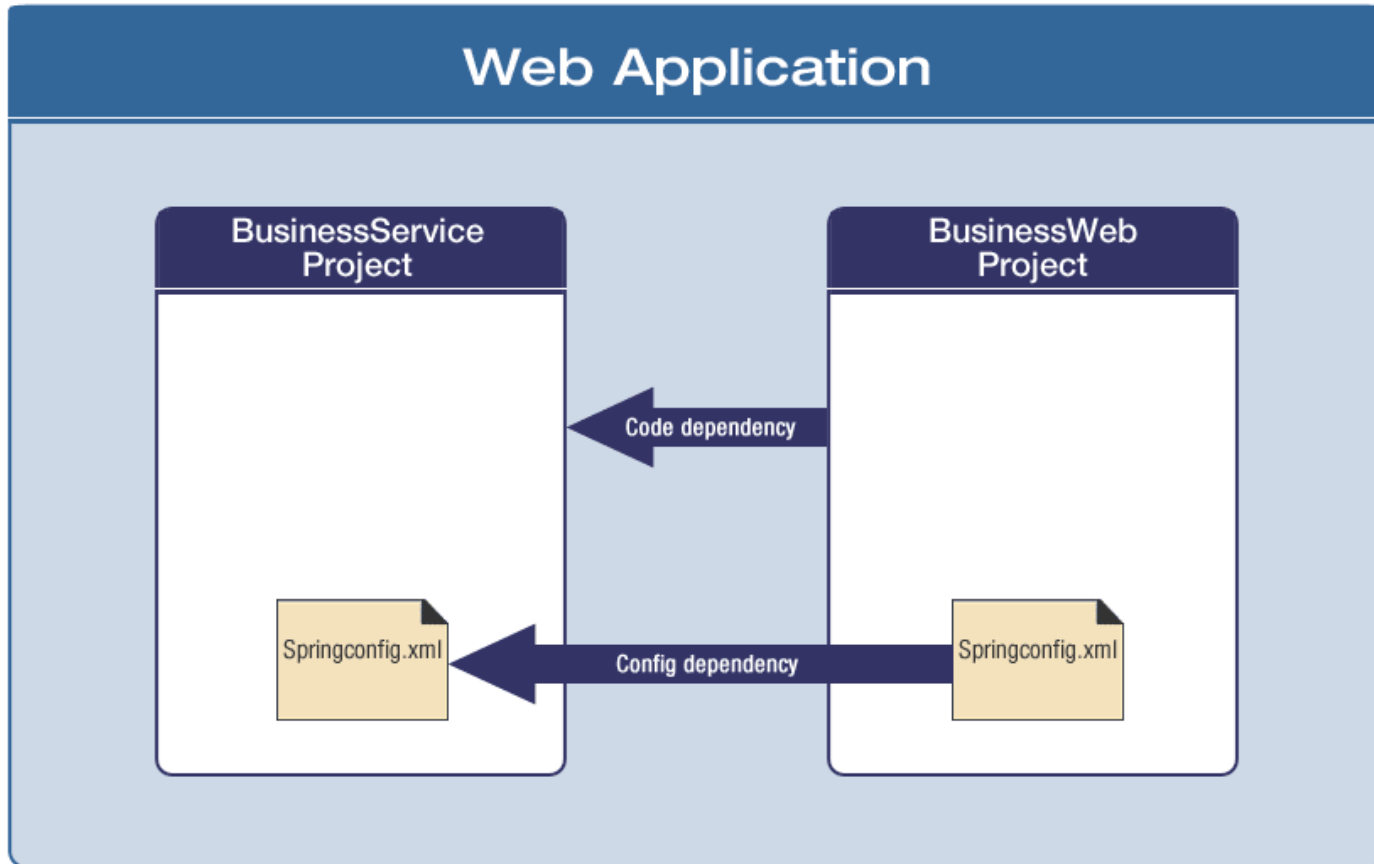 Web Application
BusinessService
Project
BusinessWeb
Project
Code dependency
Springconfig.xml
Config dependency
Springconfig.xml